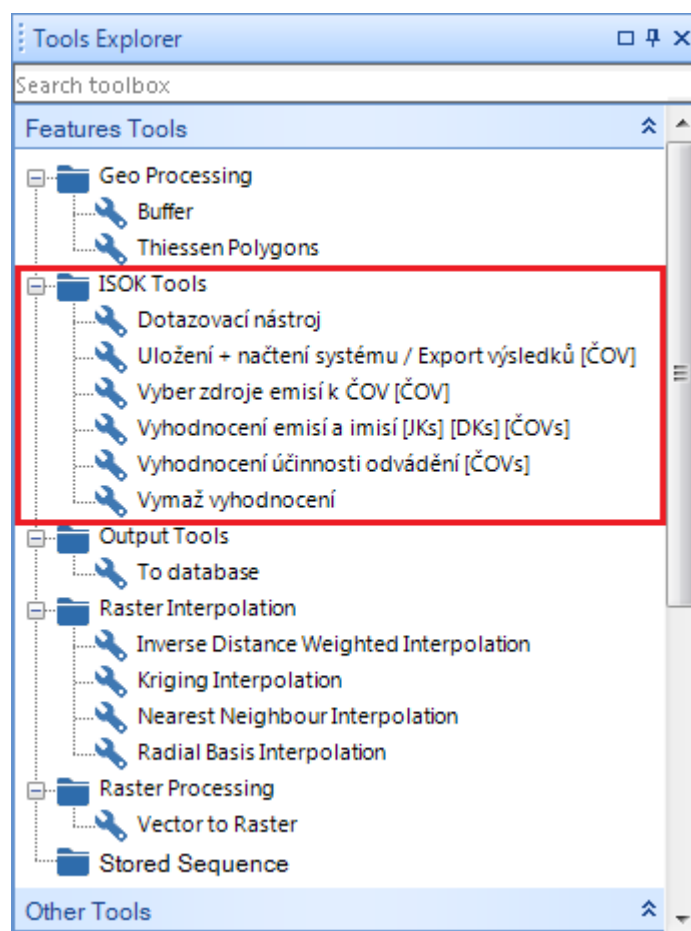 Tools Explorer
Search toolbox
Features Tools
Geo Processing
Buffer
Thiessen Polygons
ISOK Tools
Dotazovací nástroj
Uložení + načtení systému / Export výsledků [ČOV]
Vyber zdroje emisí k ČOV [ČOV]
Vyhodnocení emisí a imisí [JKs] [DKs] [ČOVs]
Vyhodnocení účinnosti odvádění [ČOVs]
Vymaž vyhodnocení
Output Tools
To database
Raster Interpolation
Inverse Distance Weighted Interpolation
Kriging Interpolation
Nearest Neighbour Interpolation
Radial Basis Interpolation
Raster Processing
Vector to Raster
Stored Sequence
Other Tools